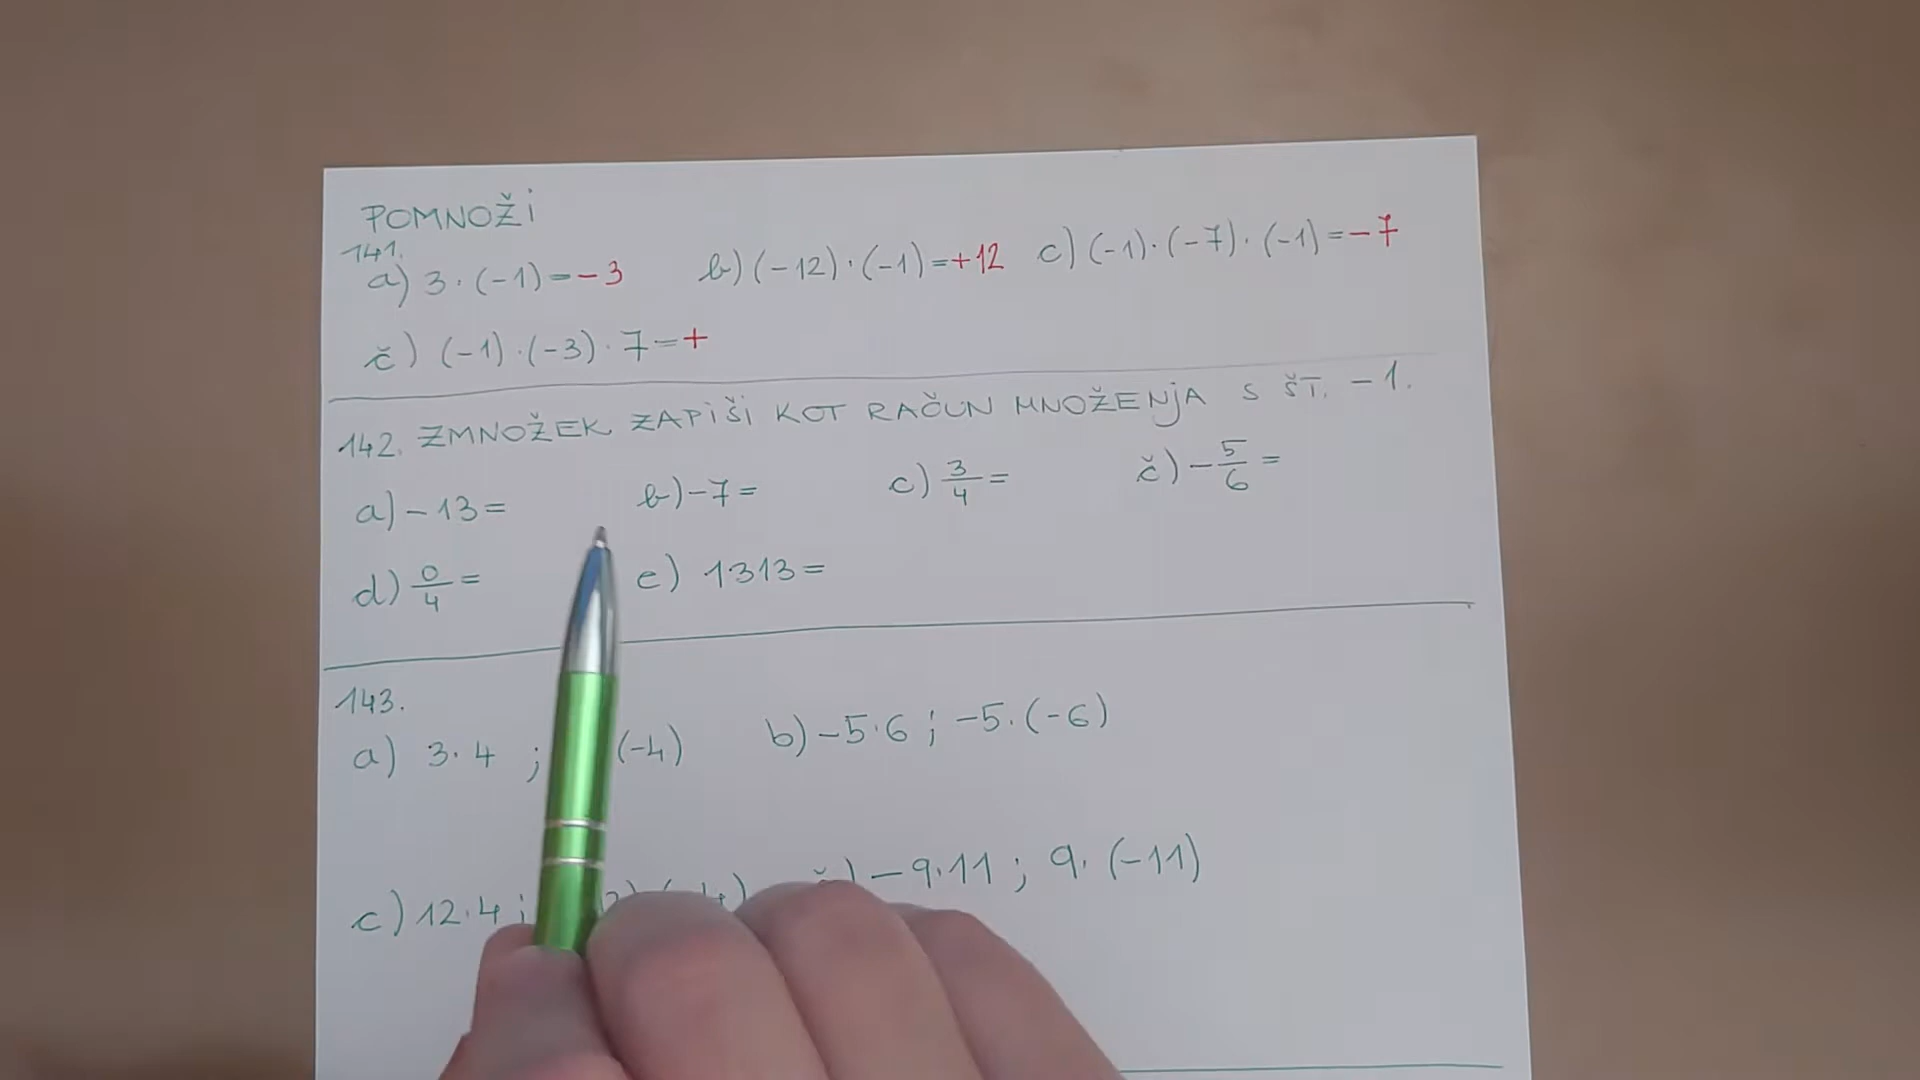 POMNOŽI
141.
a) 3·(-1)=-3 b) (-12)·(-1)=+12 c) (-1)·(-7)·(-1)=-7
č) (-1)·(-3)·7=+
142. ZMNOŽEK ZAPIŠI KOT RAČUN MNOŽENJA S ŠT. -1.
a) -13= b) -7= c) 3/4= č) -5/6=
d) 0/4= e) 1313=
143.
a) 3·4 ; (-4) b) -5·6 ; -5·(-6)
c) 12·4 ; č) -9·11 ; 9·(-11)